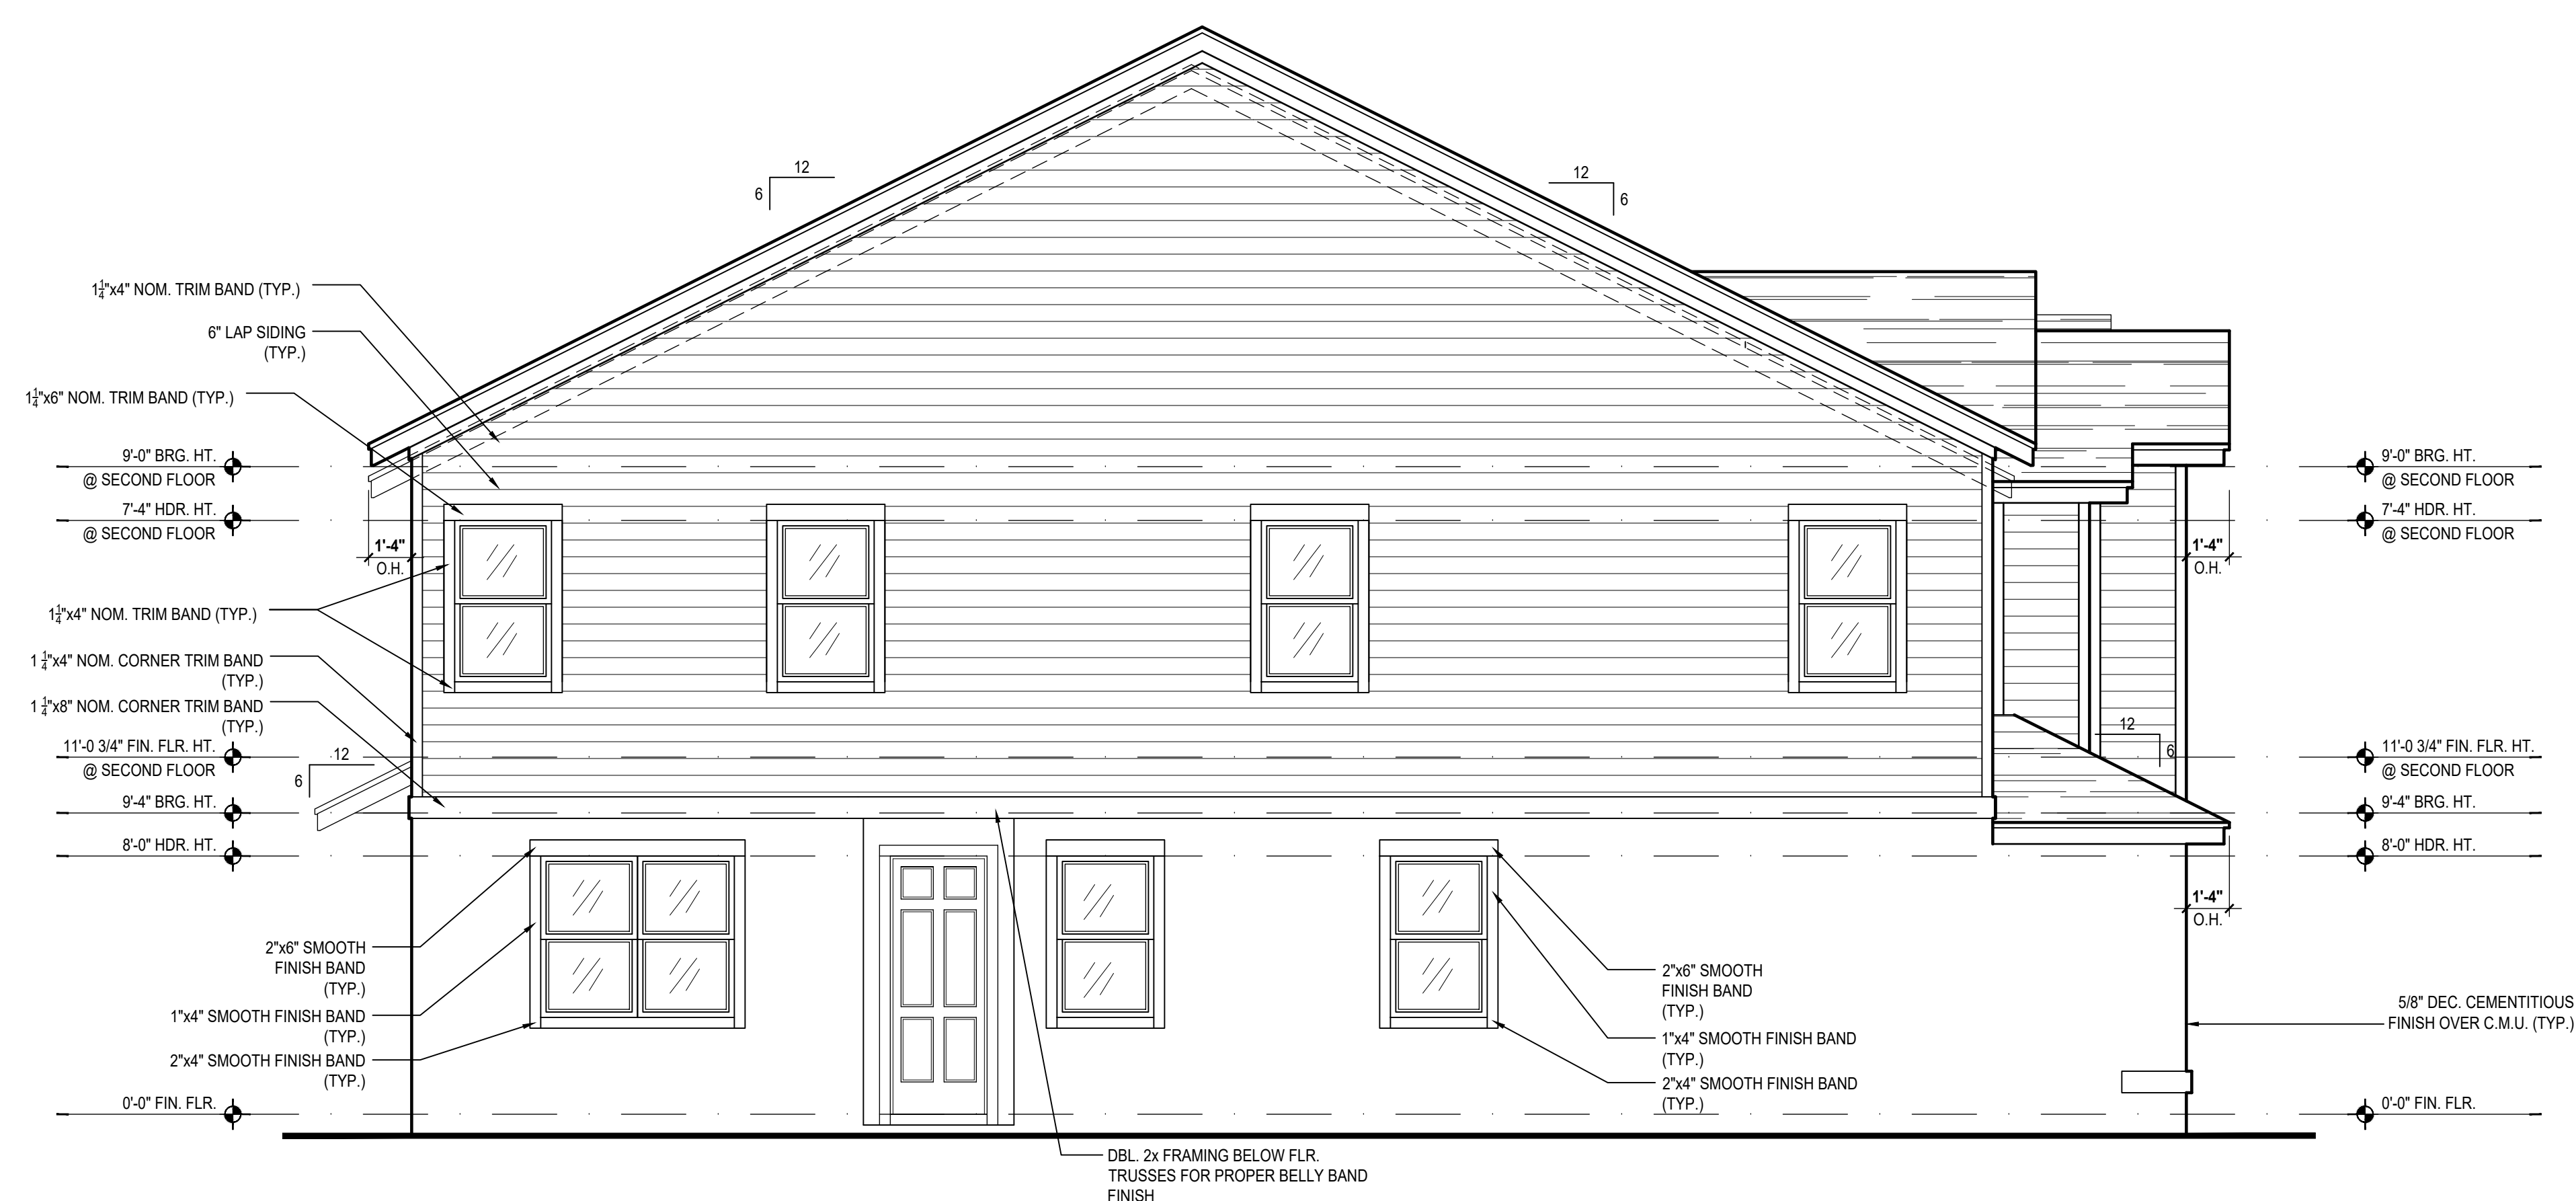 12
6
12
6
1¼"x4" NOM. TRIM BAND (TYP.)
6" LAP SIDING
(TYP.)
1¼"x6" NOM. TRIM BAND (TYP.)
9'-0" BRG. HT.
@ SECOND FLOOR
7'-4" HDR. HT.
@ SECOND FLOOR
1'-4"
O.H.
1¼"x4" NOM. TRIM BAND (TYP.)
1 ¼"x4" NOM. CORNER TRIM BAND
(TYP.)
1 ¼"x8" NOM. CORNER TRIM BAND
(TYP.)
11'-0 3/4" FIN. FLR. HT.
@ SECOND FLOOR
12
6
9'-4" BRG. HT.
8'-0" HDR. HT.
2"x6" SMOOTH
FINISH BAND
(TYP.)
1"x4" SMOOTH FINISH BAND
(TYP.)
2"x4" SMOOTH FINISH BAND
(TYP.)
0'-0" FIN. FLR.
DBL. 2x FRAMING BELOW FLR.
TRUSSES FOR PROPER BELLY BAND
FINISH
2"x6" SMOOTH
FINISH BAND
(TYP.)
1"x4" SMOOTH FINISH BAND
(TYP.)
2"x4" SMOOTH FINISH BAND
(TYP.)
9'-0" BRG. HT.
@ SECOND FLOOR
7'-4" HDR. HT.
@ SECOND FLOOR
1'-4"
O.H.
12
6
11'-0 3/4" FIN. FLR. HT.
@ SECOND FLOOR
9'-4" BRG. HT.
8'-0" HDR. HT.
1'-4"
O.H.
5/8" DEC. CEMENTITIOUS
FINISH OVER C.M.U. (TYP.)
0'-0" FIN. FLR.